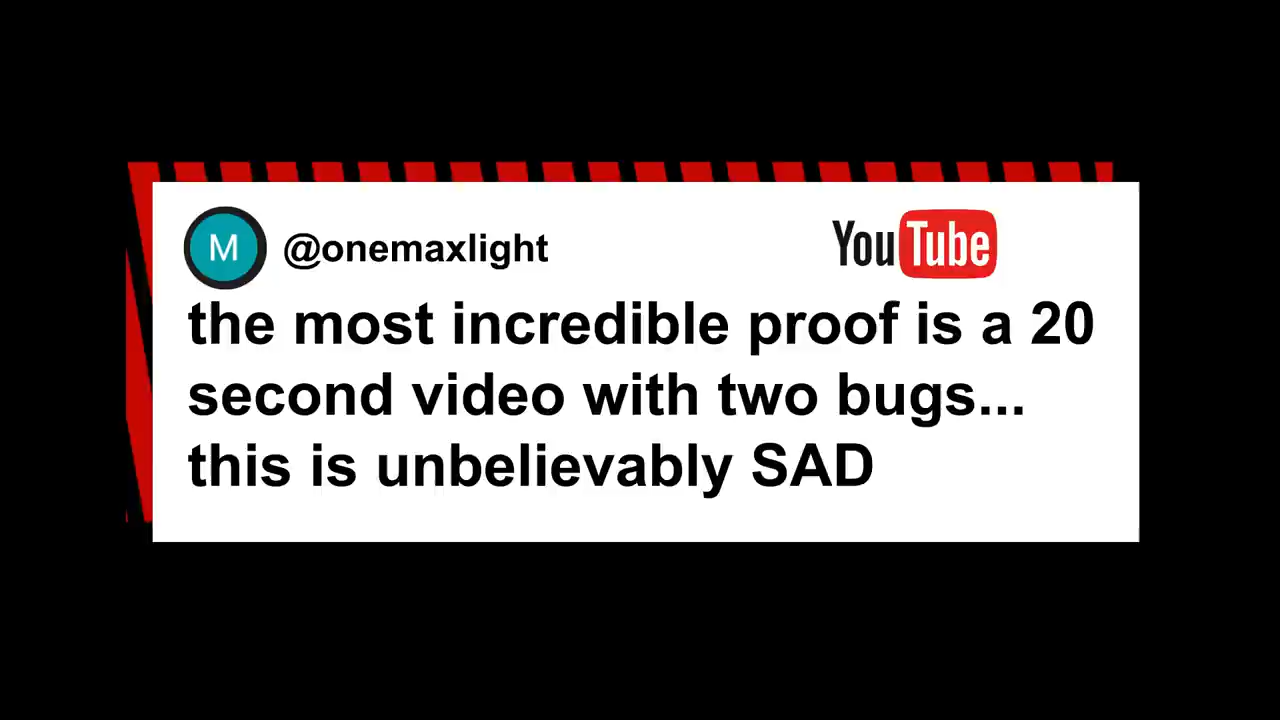 M @onemaxlight YouTube
the most incredible proof is a 20
second video with two bugs...
this is unbelievably SAD